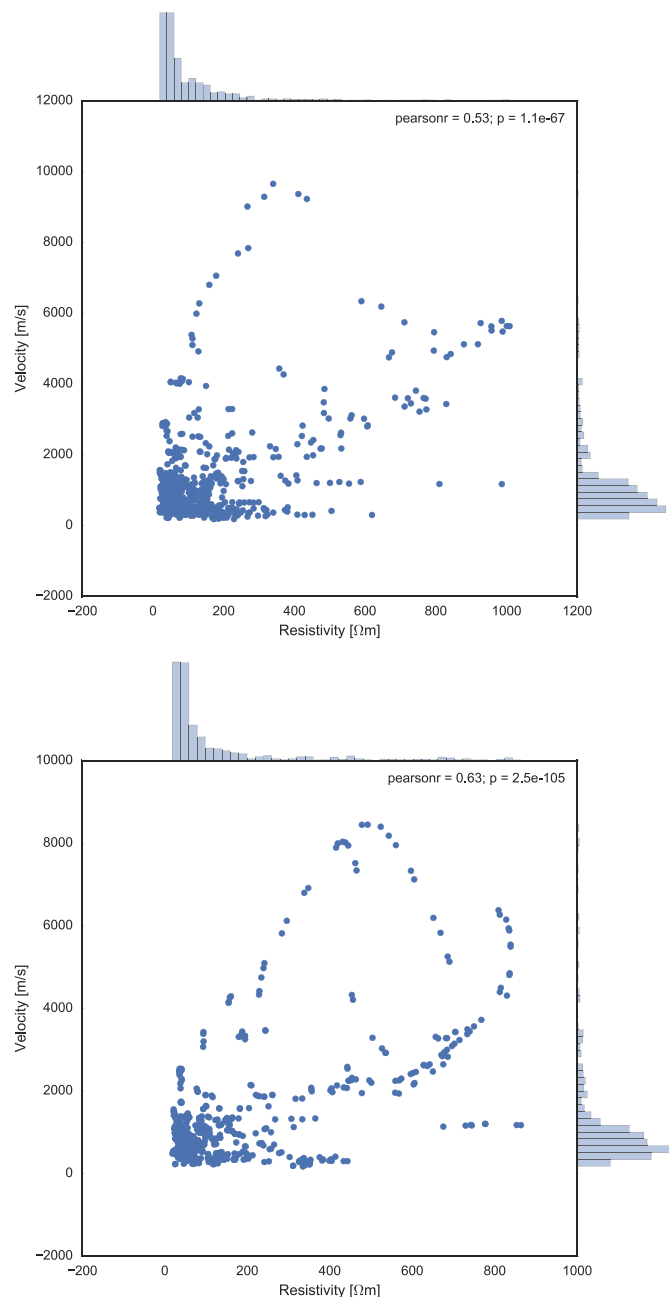 12000
pearsonr = 0.53; p = 1.1e-67
10000
8000
6000
4000
2000
0
−2000
Velocity [m/s]
−200 0 200 400 600 800 1000 1200
Resistivity [Ωm]
10000
pearsonr = 0.63; p = 2.5e-105
8000
6000
4000
2000
0
−2000
Velocity [m/s]
−200 0 200 400 600 800 1000
Resistivity [Ωm]